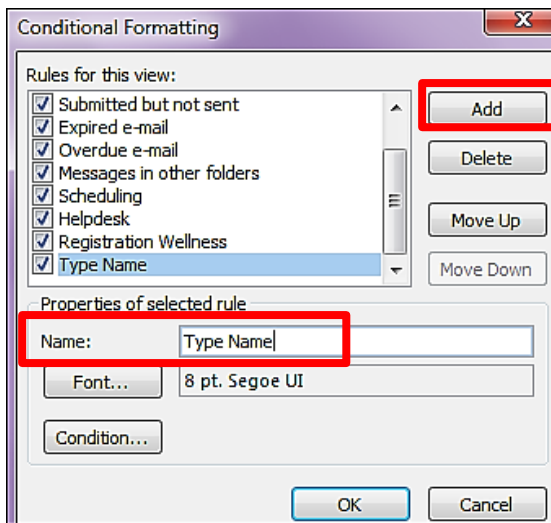 Conditional Formatting
X
Rules for this view:
Submitted but not sent
Expired e-mail
Overdue e-mail
Messages in other folders
Scheduling
Helpdesk
Registration Wellness
Type Name
Add
Delete
Move Up
Move Down
Properties of selected rule
Name: Type Name
Font... 8 pt. Segoe UI
Condition...
OK Cancel